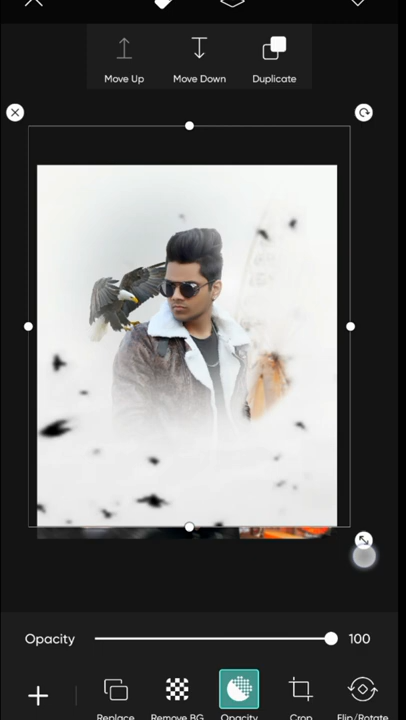 Move Up
Move Down
Duplicate
Opacity
100
Replace
Remove BG
Opacity
Crop
Flip/Rotate